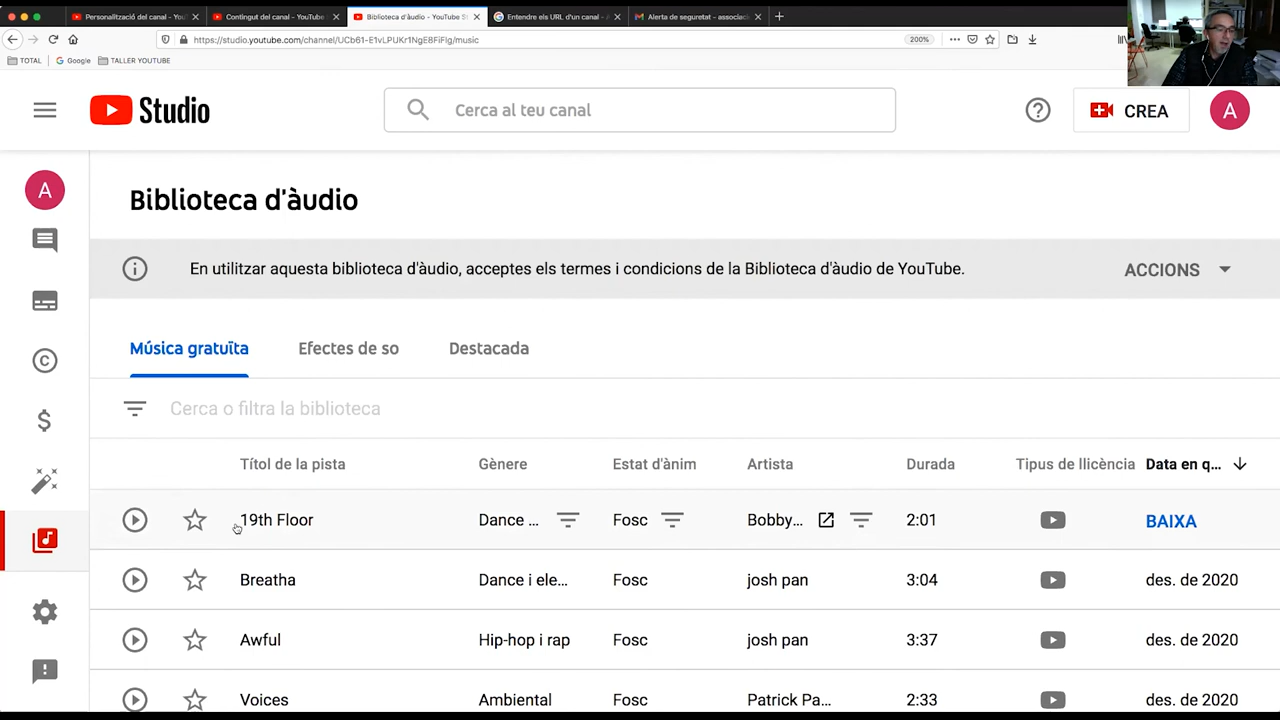 Personalització del canal - YouTu
Contingut del canal - YouTube
Biblioteca d'àudio - YouTube S
Entendre els URL d'un canal - A
Alerta de seguretat - associaci
https://studio.youtube.com/channel/UCb61-E1vLPUKr1NgEBFiFIg/music
200%
TOTAL
Google
TALLER YOUTUBE
Studio
Cerca al teu canal
CREA
A
A
Biblioteca d'àudio
En utilitzar aquesta biblioteca d'àudio, acceptes els termes i condicions de la Biblioteca d'àudio de YouTube.
ACCIONS
Música gratuïta
Efectes de so
Destacada
Cerca o filtra la biblioteca
Títol de la pista Gènere Estat d'ànim Artista Durada Tipus de llicència Data en q...
19th Floor Dance ... Fosc Bobby... 2:01 BAIXA
Breatha Dance i ele... Fosc josh pan 3:04 des. de 2020
Awful Hip-hop i rap Fosc josh pan 3:37 des. de 2020
Voices Ambiental Fosc Patrick Pa... 2:33 des. de 2020